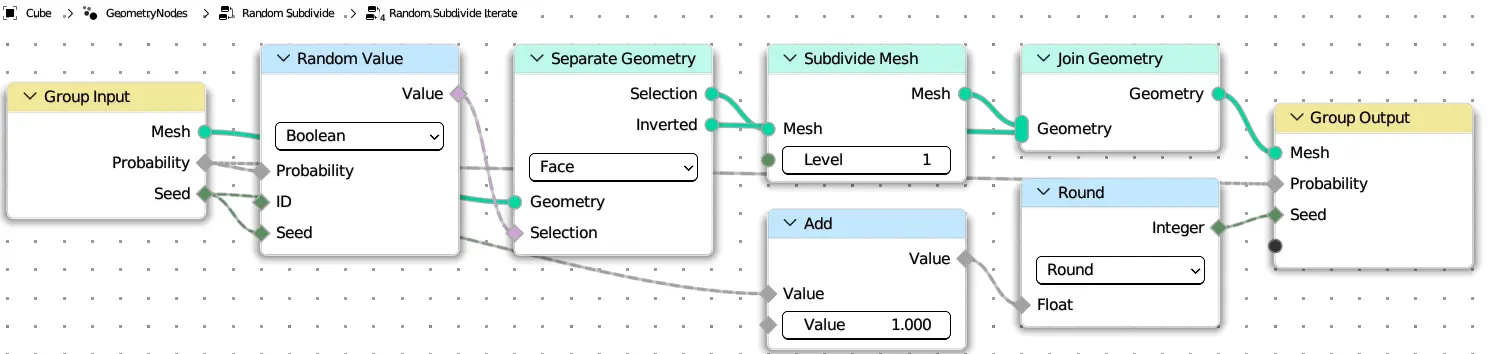 Cube > GeometryNodes > Random Subdivide > 4 Random Subdivide Iterate
Group Input
Mesh
Probability
Seed
Random Value
Value
Boolean
Probability
ID
Seed
Separate Geometry
Selection
Inverted
Face
Geometry
Selection
Subdivide Mesh
Mesh
Mesh
Level 1
Add
Value
Value
Value 1.000
Join Geometry
Geometry
Geometry
Round
Integer
Round
Float
Group Output
Mesh
Probability
Seed